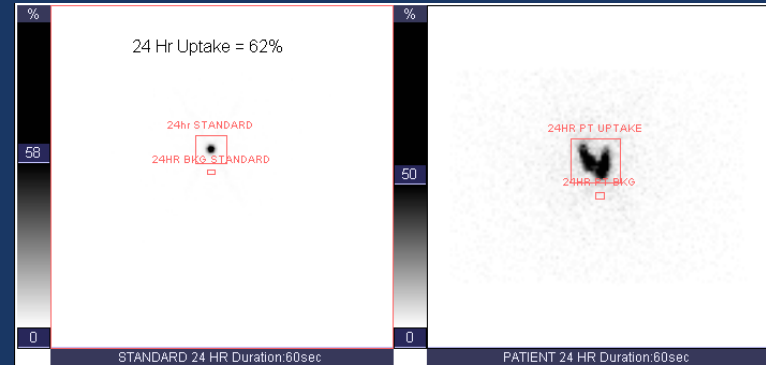 %
24 Hr Uptake = 62%
24hr STANDARD
24HR BKG STANDARD
58
0
STANDARD 24 HR Duration:60sec
%
24HR PT UPTAKE
24HR PT BKG
50
0
PATIENT 24 HR Duration:60sec